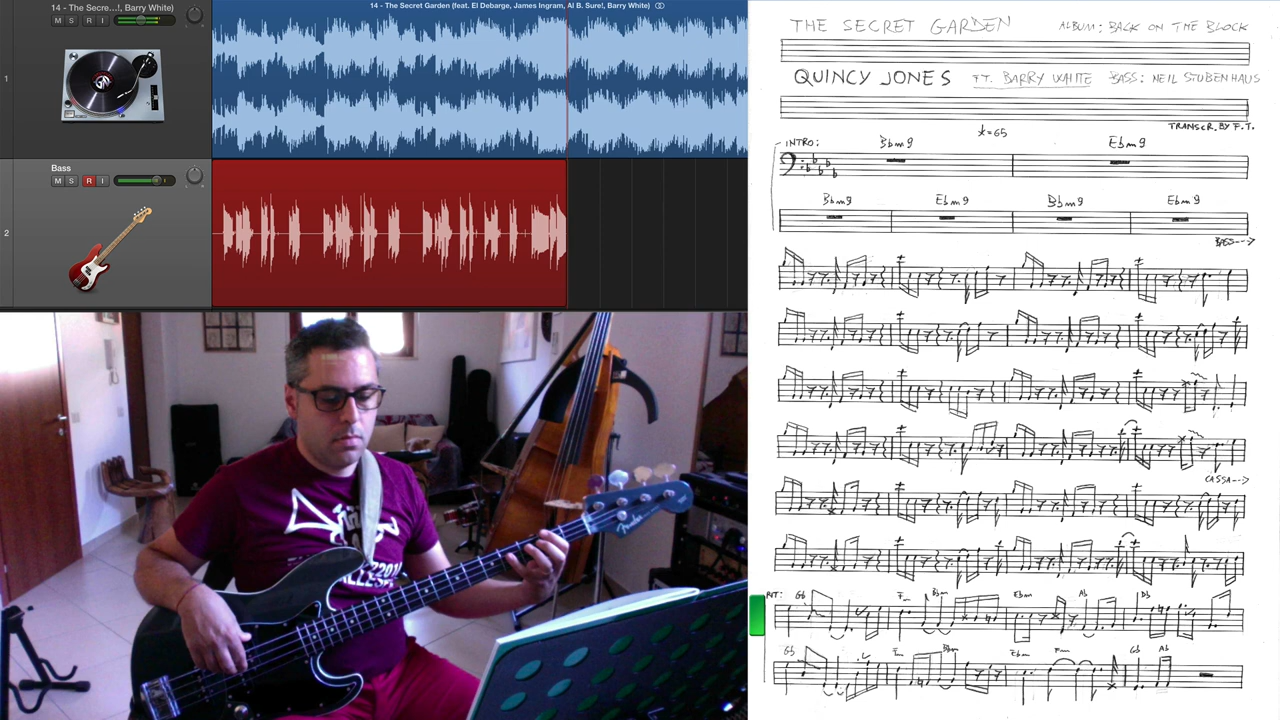 14 - The Secret Garden (feat. El Debarge, James Ingram, Al B. Sure!, Barry White)
14 - The Secre...!, Barry White)
M S R I
1
Bass
M S R I
2
THE SECRET GARDEN ALBUM: BACK ON THE BLOCK
QUINCY JONES FT. BARRY WHITE BASS: NEIL STUBENHAUS
TRANSCR. BY F.T.
=65
INTRO: Bbm9 Ebm9
Bbm9 Ebm9 Bbm9 Ebm9
BASS-->
CASSA-->
RIT: Gb Fm Bbm Ebm Ab Db
Gb Fm Bbm Ebm Fm Gb Ab
Fender